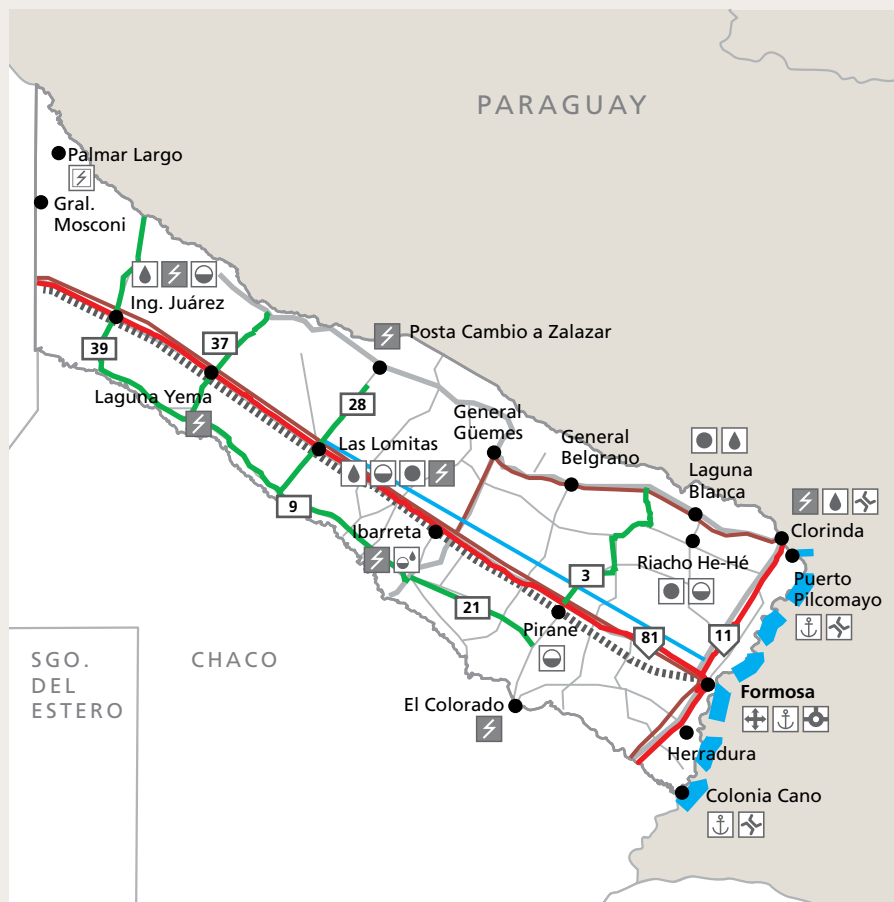 PARAGUAY
Palmar Largo
Gral.
Mosconi
Ing. Juárez
39
37
Posta Cambio a Zalazar
Laguna Yema
28
General
Güemes
Las Lomitas
General
Belgrano
Laguna
Blanca
9
Ibarreta
Clorinda
Riacho He-Hé
3
Puerto
Pilcomayo
21
Pirane
81
11
SGO.
DEL
ESTERO
CHACO
El Colorado
Formosa
Herradura
Colonia Cano